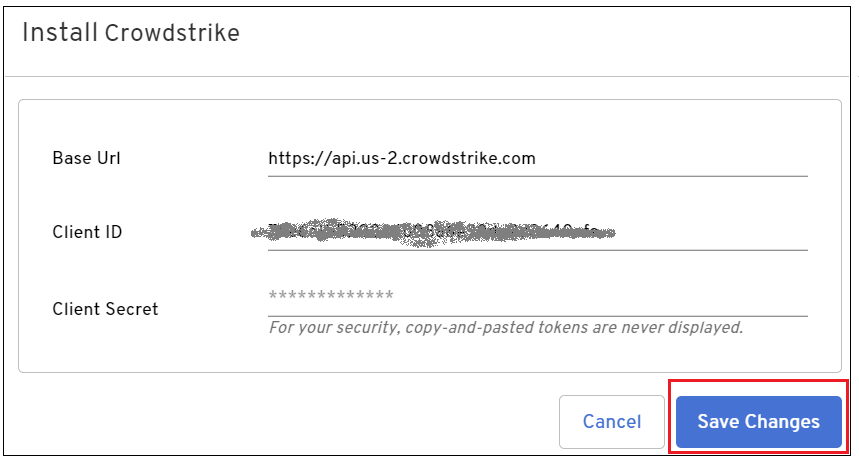 Install Crowdstrike
Base Url
https://api.us-2.crowdstrike.com
Client ID
Client Secret
*************
For your security, copy-and-pasted tokens are never displayed.
Cancel
Save Changes